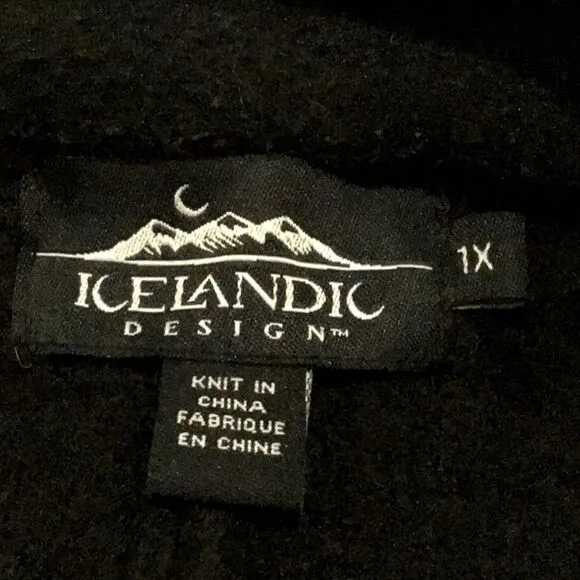 ICELANDIC
DESIGN™
1X
KNIT IN
CHINA
FABRIQUE
EN CHINE